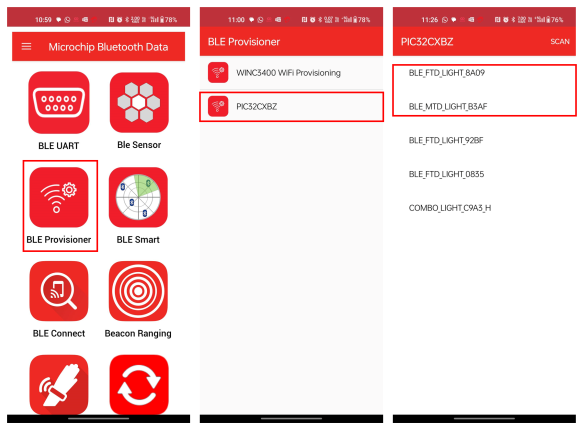 10:59
78%
Microchip Bluetooth Data
BLE UART
Ble Sensor
BLE Provisioner
BLE Smart
BLE Connect
Beacon Ranging
11:00
78%
BLE Provisioner
WINC3400 WiFi Provisioning
PIC32CXBZ
11:26
76%
PIC32CXBZ
SCAN
BLE_FTD_LIGHT_8A09
BLE_MTD_LIGHT_B3AF
BLE_FTD_LIGHT_92BF
BLE_FTD_LIGHT_0835
COMBO_LIGHT_C9A3_H